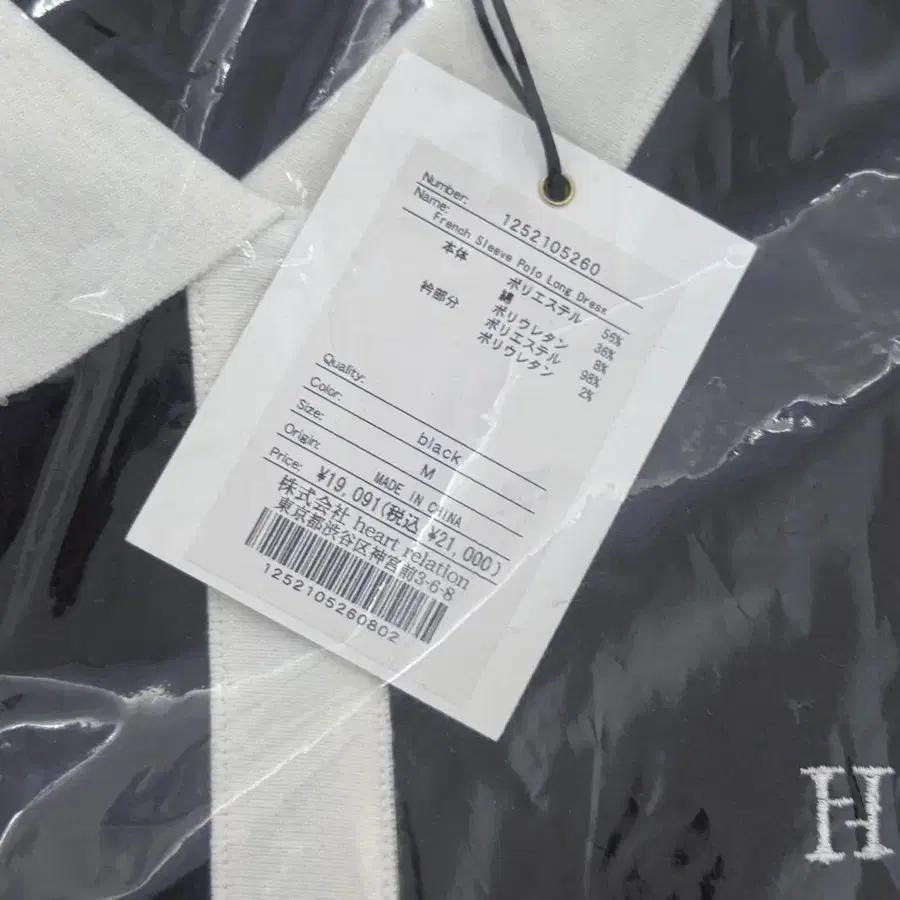 Number: 1252105260
Name:
French Sleeve Polo Long Dress
本体 ポリエステル 56%
綿 36%
ポリウレタン 8%
衿部分 ポリエステル 98%
ポリウレタン 2%
Quality:
Color: black
Size: M
Origin: MADE IN CHINA
Price: ¥19,091(税込 ¥21,000)
株式会社 heart relation
東京都渋谷区神宮前3-6-8
1252105260802
H